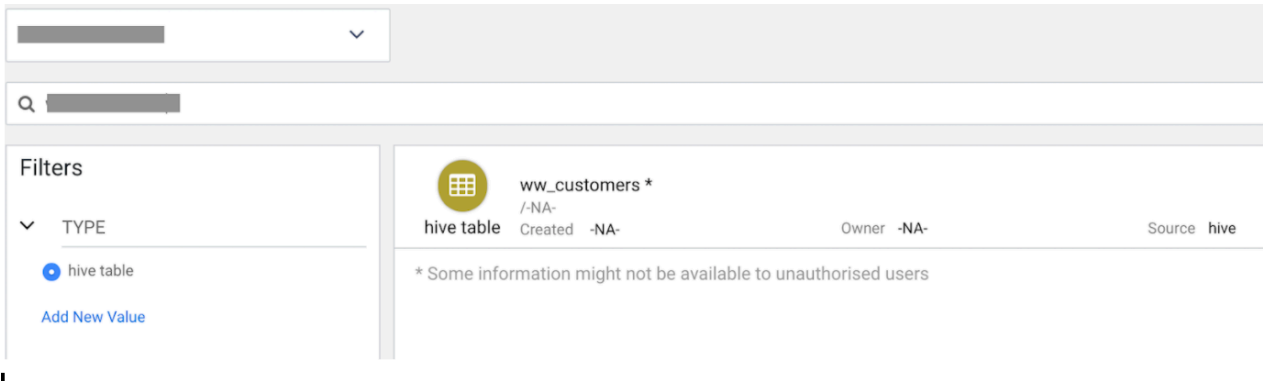 Filters
TYPE
hive table
Add New Value
ww_customers *
/-NA-
hive table Created -NA- Owner -NA- Source hive
* Some information might not be available to unauthorised users